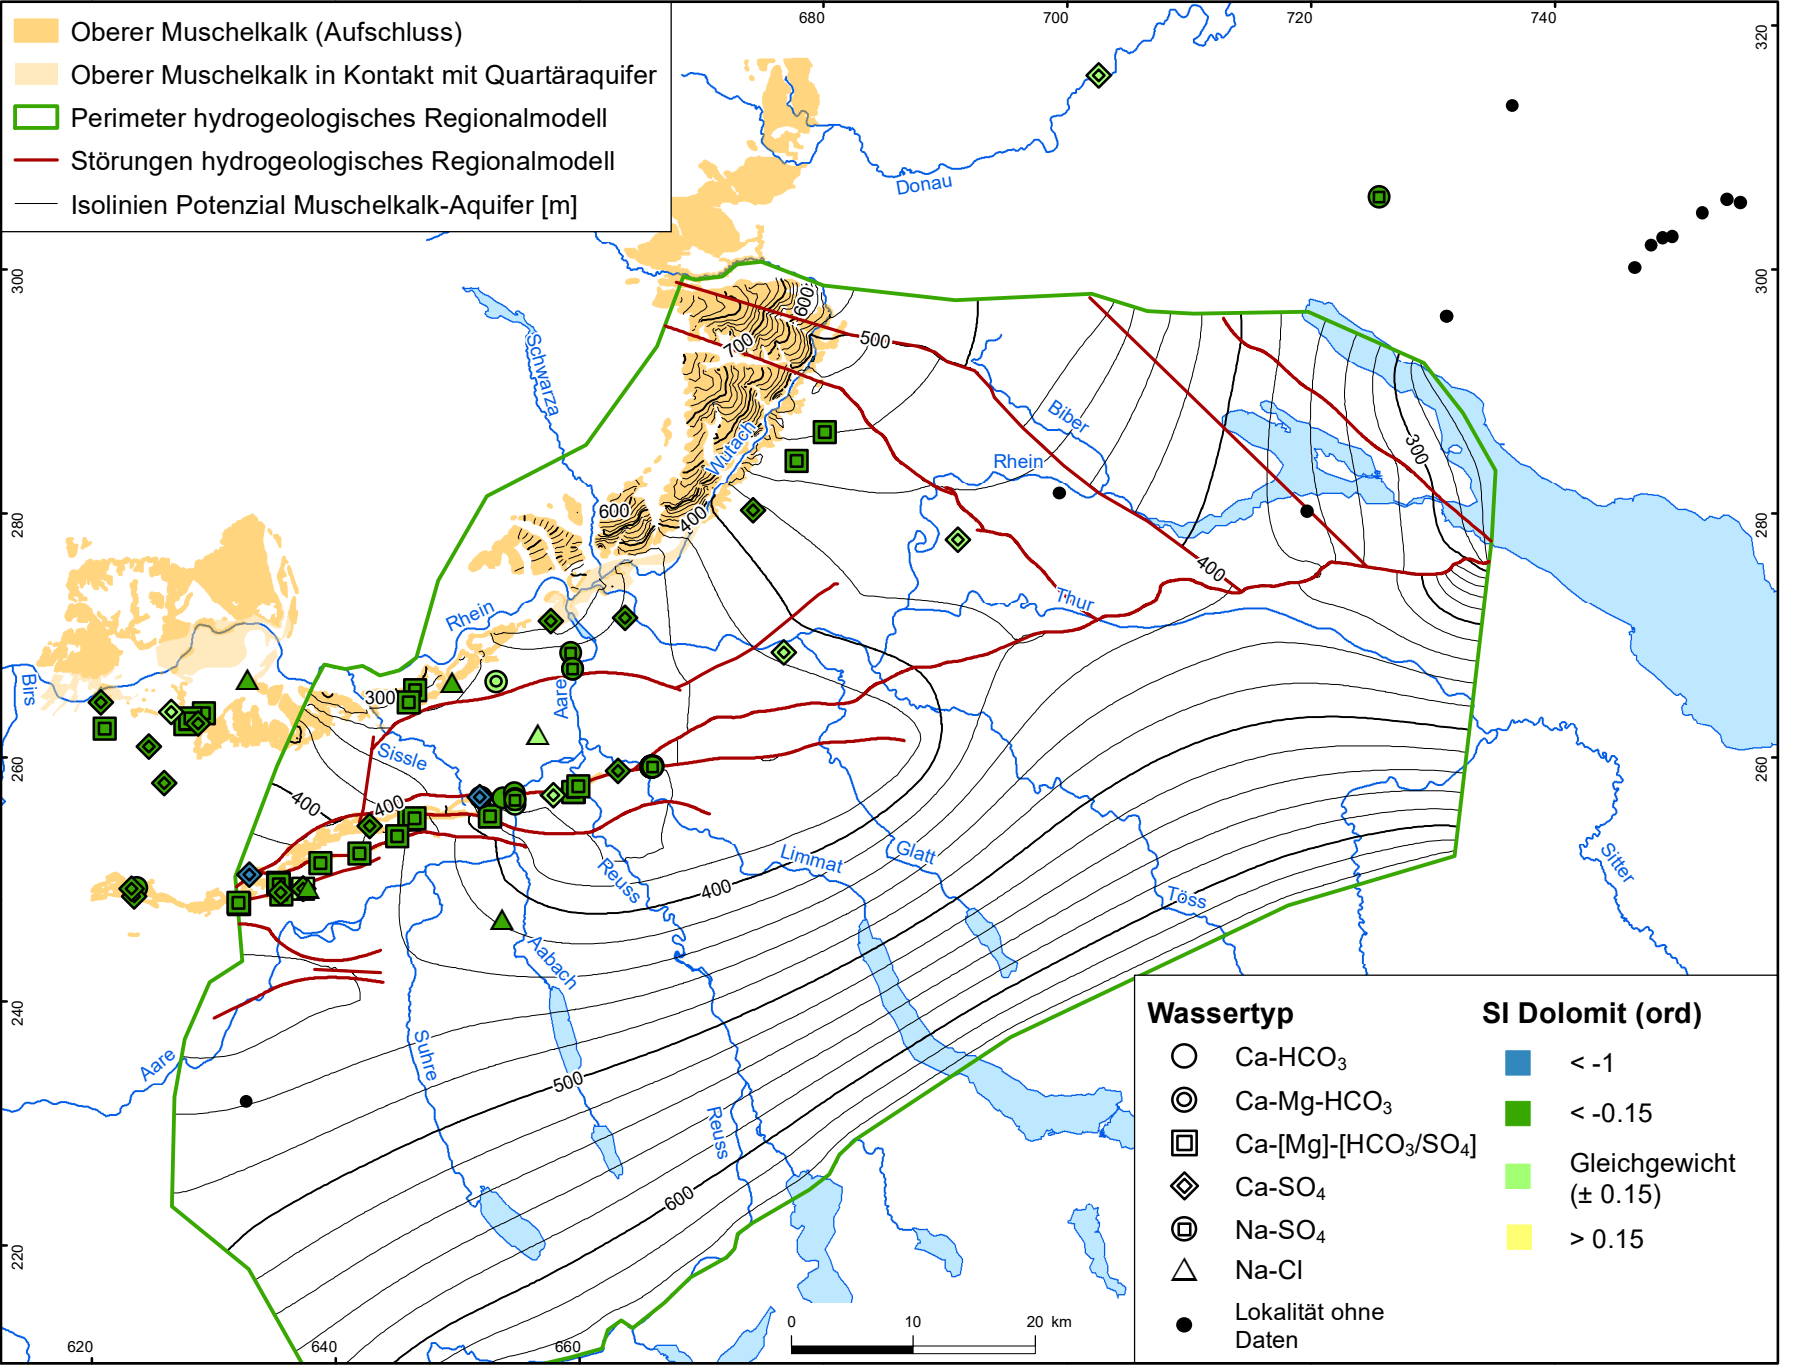 Oberer Muschelkalk (Aufschluss)
Oberer Muschelkalk in Kontakt mit Quartäraquifer
Perimeter hydrogeologisches Regionalmodell
Störungen hydrogeologisches Regionalmodell
Isolinien Potenzial Muschelkalk-Aquifer [m]
680
700
720
740
320
Donau
300
300
600
500
700
Schwarza
Biber
Wutach
Rhein
300
600
400
280
280
400
Thur
Rhein
Birs
300
Aare
Sissle
260
260
400
400
Limmat
Glatt
Reuss
400
Töss
Sitter
Aabach
240
Aare
Suhre
500
Reuss
600
220
620
640
660
0 10 20 km
Wassertyp
Ca-HCO₃
Ca-Mg-HCO₃
Ca-[Mg]-[HCO₃/SO₄]
Ca-SO₄
Na-SO₄
Na-Cl
Lokalität ohne
Daten
SI Dolomit (ord)
< -1
< -0.15
Gleichgewicht
(± 0.15)
> 0.15